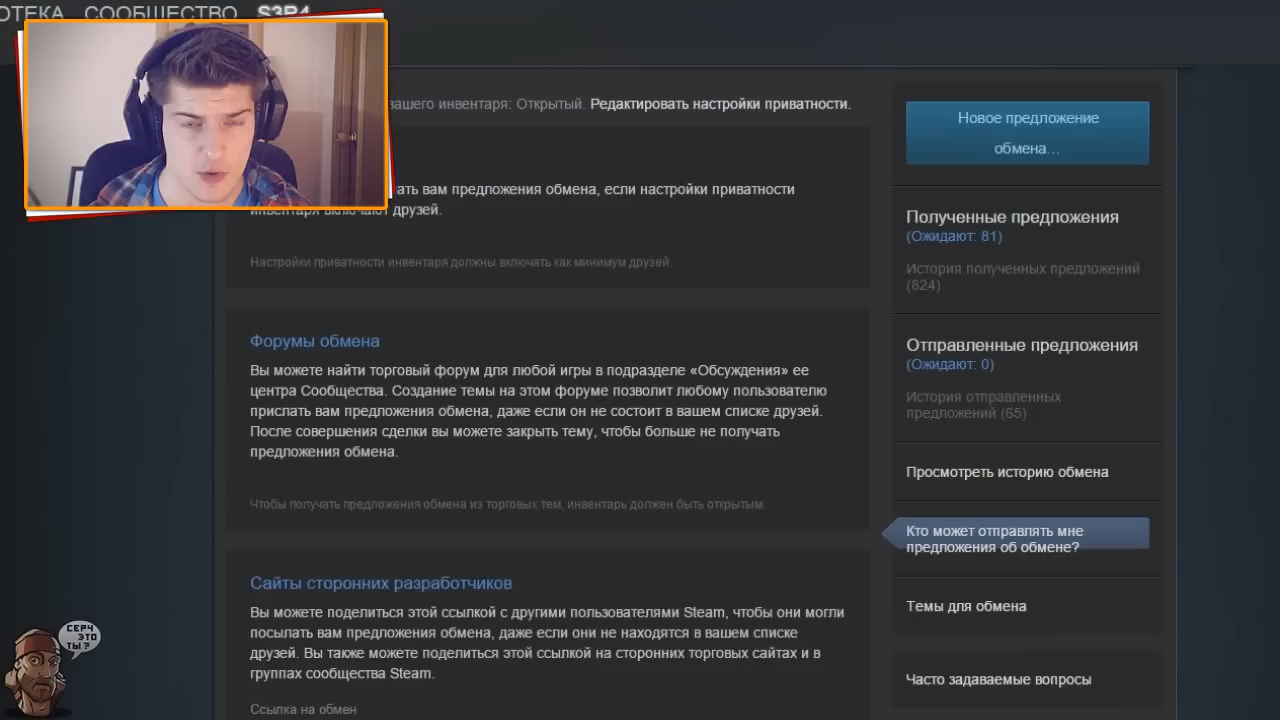 ОТЕКА СООБЩЕСТВО S3R4
вашего инвентаря: Открытый. Редактировать настройки приватности.
ать вам предложения обмена, если настройки приватности
инвентаря включают друзей.
Настройки приватности инвентаря должны включать как минимум друзей.
Форумы обмена
Вы можете найти торговый форум для любой игры в подразделе «Обсуждения» ее
центра Сообщества. Создание темы на этом форуме позволит любому пользователю
прислать вам предложения обмена, даже если он не состоит в вашем списке друзей.
После совершения сделки вы можете закрыть тему, чтобы больше не получать
предложения обмена.
Чтобы получать предложения обмена из торговых тем, инвентарь должен быть открытым.
Сайты сторонних разработчиков
Вы можете поделиться этой ссылкой с другими пользователями Steam, чтобы они могли
посылать вам предложения обмена, даже если они не находятся в вашем списке
друзей. Вы также можете поделиться этой ссылкой на сторонних торговых сайтах и в
группах сообщества Steam.
Ссылка на обмен
Новое предложение
обмена...
Полученные предложения
(Ожидают: 81)
История полученных предложений
(824)
Отправленные предложения
(Ожидают: 0)
История отправленных
предложений (65)
Просмотреть историю обмена
Кто может отправлять мне
предложения об обмене?
Темы для обмена
Часто задаваемые вопросы
СЕРЧ
ЭТО
ТЫ?